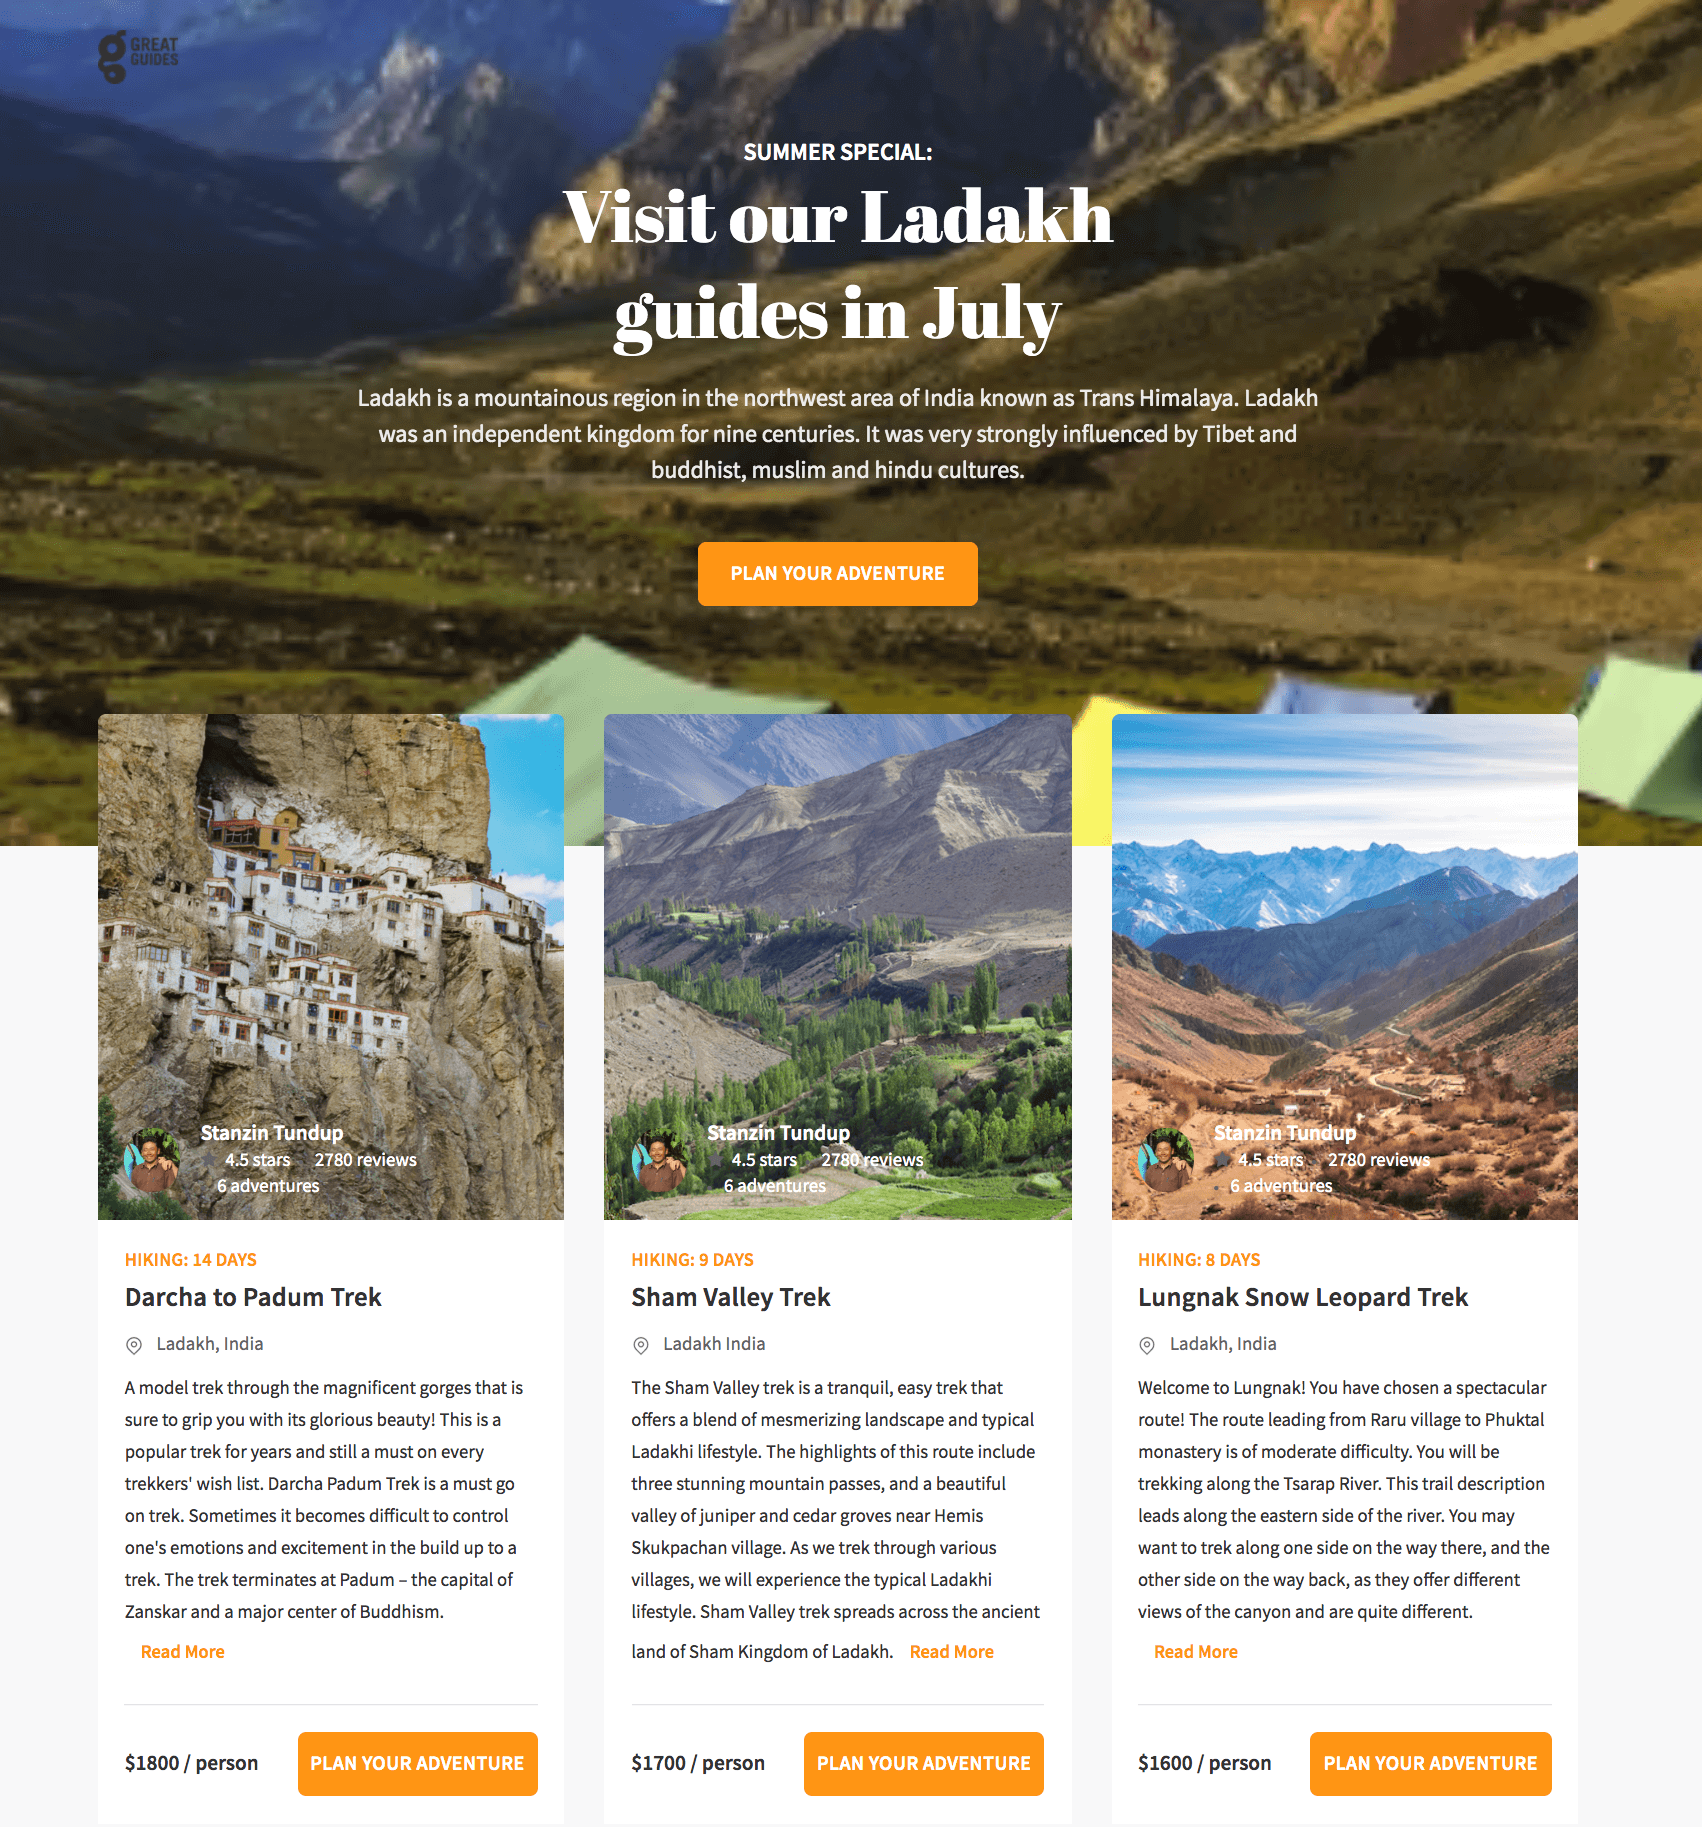 GREAT
GUIDES
SUMMER SPECIAL:
Visit our Ladakh
guides in July
Ladakh is a mountainous region in the northwest area of India known as Trans Himalaya. Ladakh
was an independent kingdom for nine centuries. It was very strongly influenced by Tibet and
buddhist, muslim and hindu cultures.
PLAN YOUR ADVENTURE
Stanzin Tundup
4.5 stars 2780 reviews
6 adventures
HIKING: 14 DAYS
Darcha to Padum Trek
Ladakh, India
A model trek through the magnificent gorges that is
sure to grip you with its glorious beauty! This is a
popular trek for years and still a must on every
trekkers' wish list. Darcha Padum Trek is a must go
on trek. Sometimes it becomes difficult to control
one's emotions and excitement in the build up to a
trek. The trek terminates at Padum – the capital of
Zanskar and a major center of Buddhism.
Read More
$1800 / person
PLAN YOUR ADVENTURE
Stanzin Tundup
4.5 stars 2780 reviews
6 adventures
HIKING: 9 DAYS
Sham Valley Trek
Ladakh India
The Sham Valley trek is a tranquil, easy trek that
offers a blend of mesmerizing landscape and typical
Ladakhi lifestyle. The highlights of this route include
three stunning mountain passes, and a beautiful
valley of juniper and cedar groves near Hemis
Skukpachan village. As we trek through various
villages, we will experience the typical Ladakhi
lifestyle. Sham Valley trek spreads across the ancient
land of Sham Kingdom of Ladakh. Read More
$1700 / person
PLAN YOUR ADVENTURE
Stanzin Tundup
4.5 stars 2780 reviews
6 adventures
HIKING: 8 DAYS
Lungnak Snow Leopard Trek
Ladakh, India
Welcome to Lungnak! You have chosen a spectacular
route! The route leading from Raru village to Phuktal
monastery is of moderate difficulty. You will be
trekking along the Tsarap River. This trail description
leads along the eastern side of the river. You may
want to trek along one side on the way there, and the
other side on the way back, as they offer different
views of the canyon and are quite different.
Read More
$1600 / person
PLAN YOUR ADVENTURE